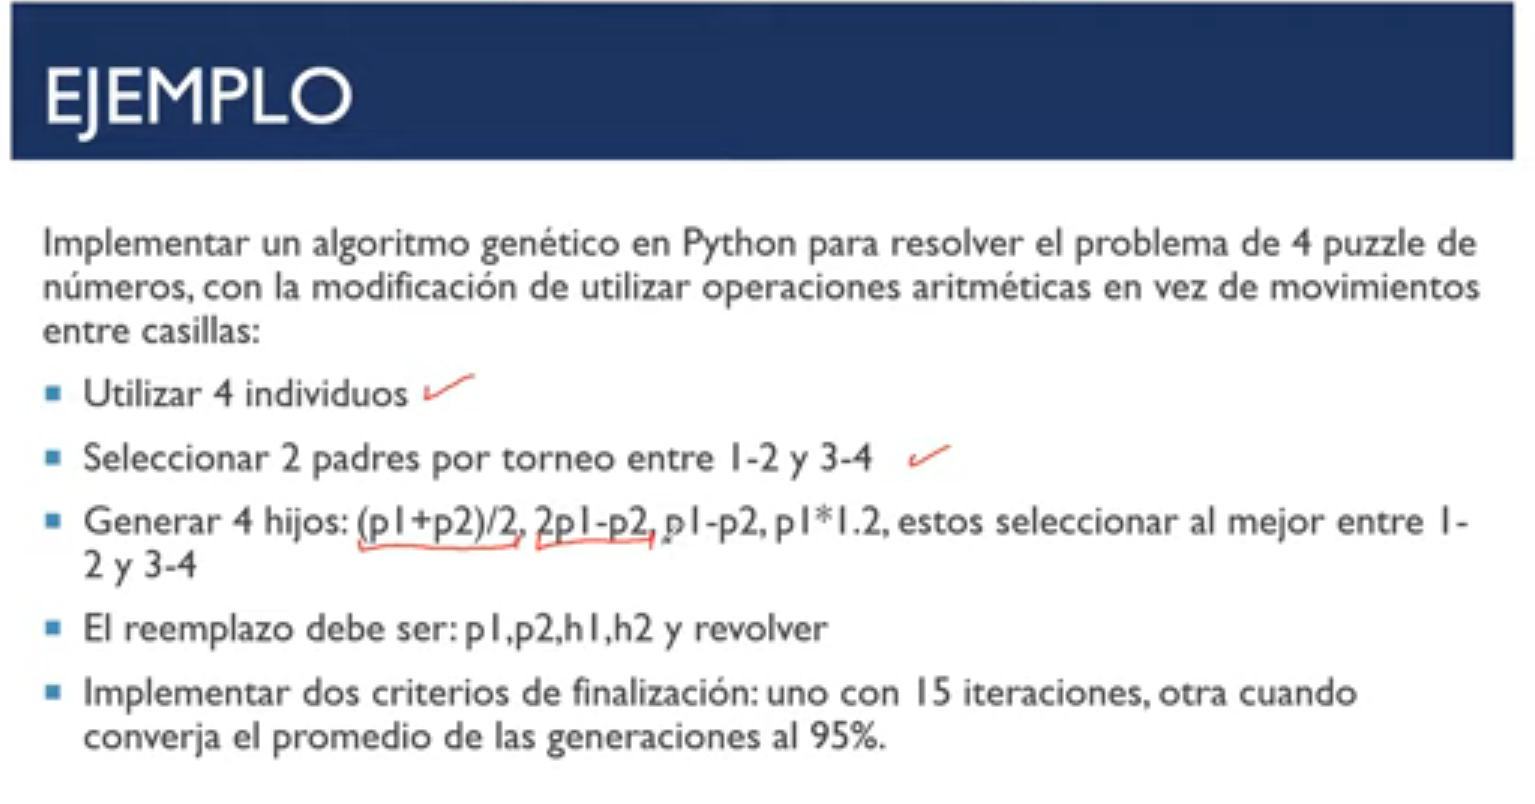 EJEMPLO
Implementar un algoritmo genético en Python para resolver el problema de 4 puzzle de
números, con la modificación de utilizar operaciones aritméticas en vez de movimientos
entre casillas:
Utilizar 4 individuos
Seleccionar 2 padres por torneo entre 1-2 y 3-4
Generar 4 hijos: (p1+p2)/2, 2p1-p2, p1-p2, p1*1.2, estos seleccionar al mejor entre 1-
2 y 3-4
El reemplazo debe ser: p1,p2,h1,h2 y revolver
Implementar dos criterios de finalización: uno con 15 iteraciones, otra cuando
converja el promedio de las generaciones al 95%.